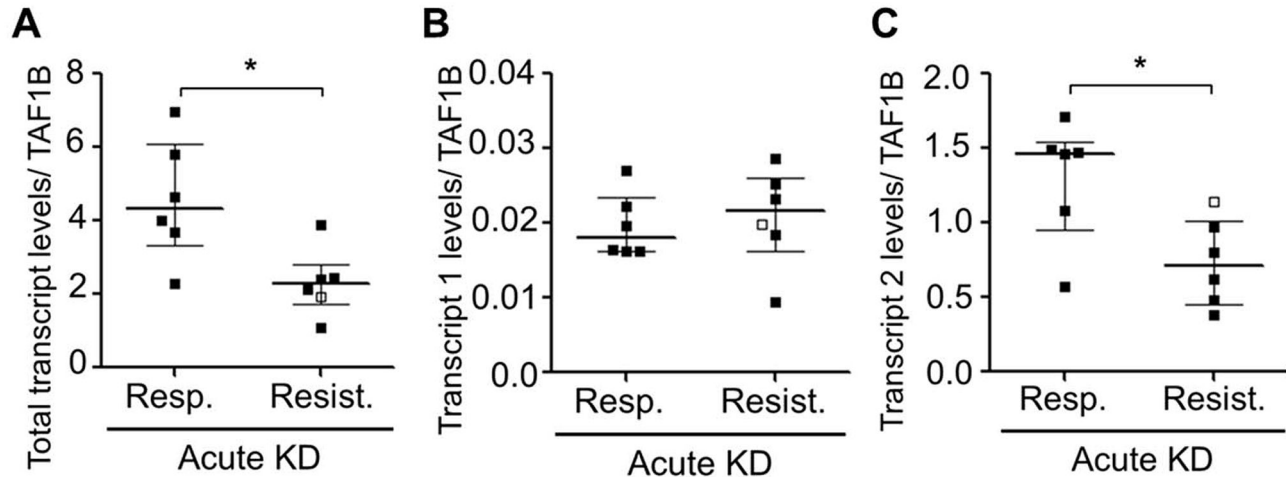 A
Total transcript levels/ TAF1B
8
6
4
2
0
*
Resp.
Resist.
Acute KD
B
Transcript 1 levels/ TAF1B
0.04
0.03
0.02
0.01
0.0
Resp.
Resist.
Acute KD
C
Transcript 2 levels/ TAF1B
2.0
1.5
1.0
0.5
0.0
*
Resp.
Resist.
Acute KD